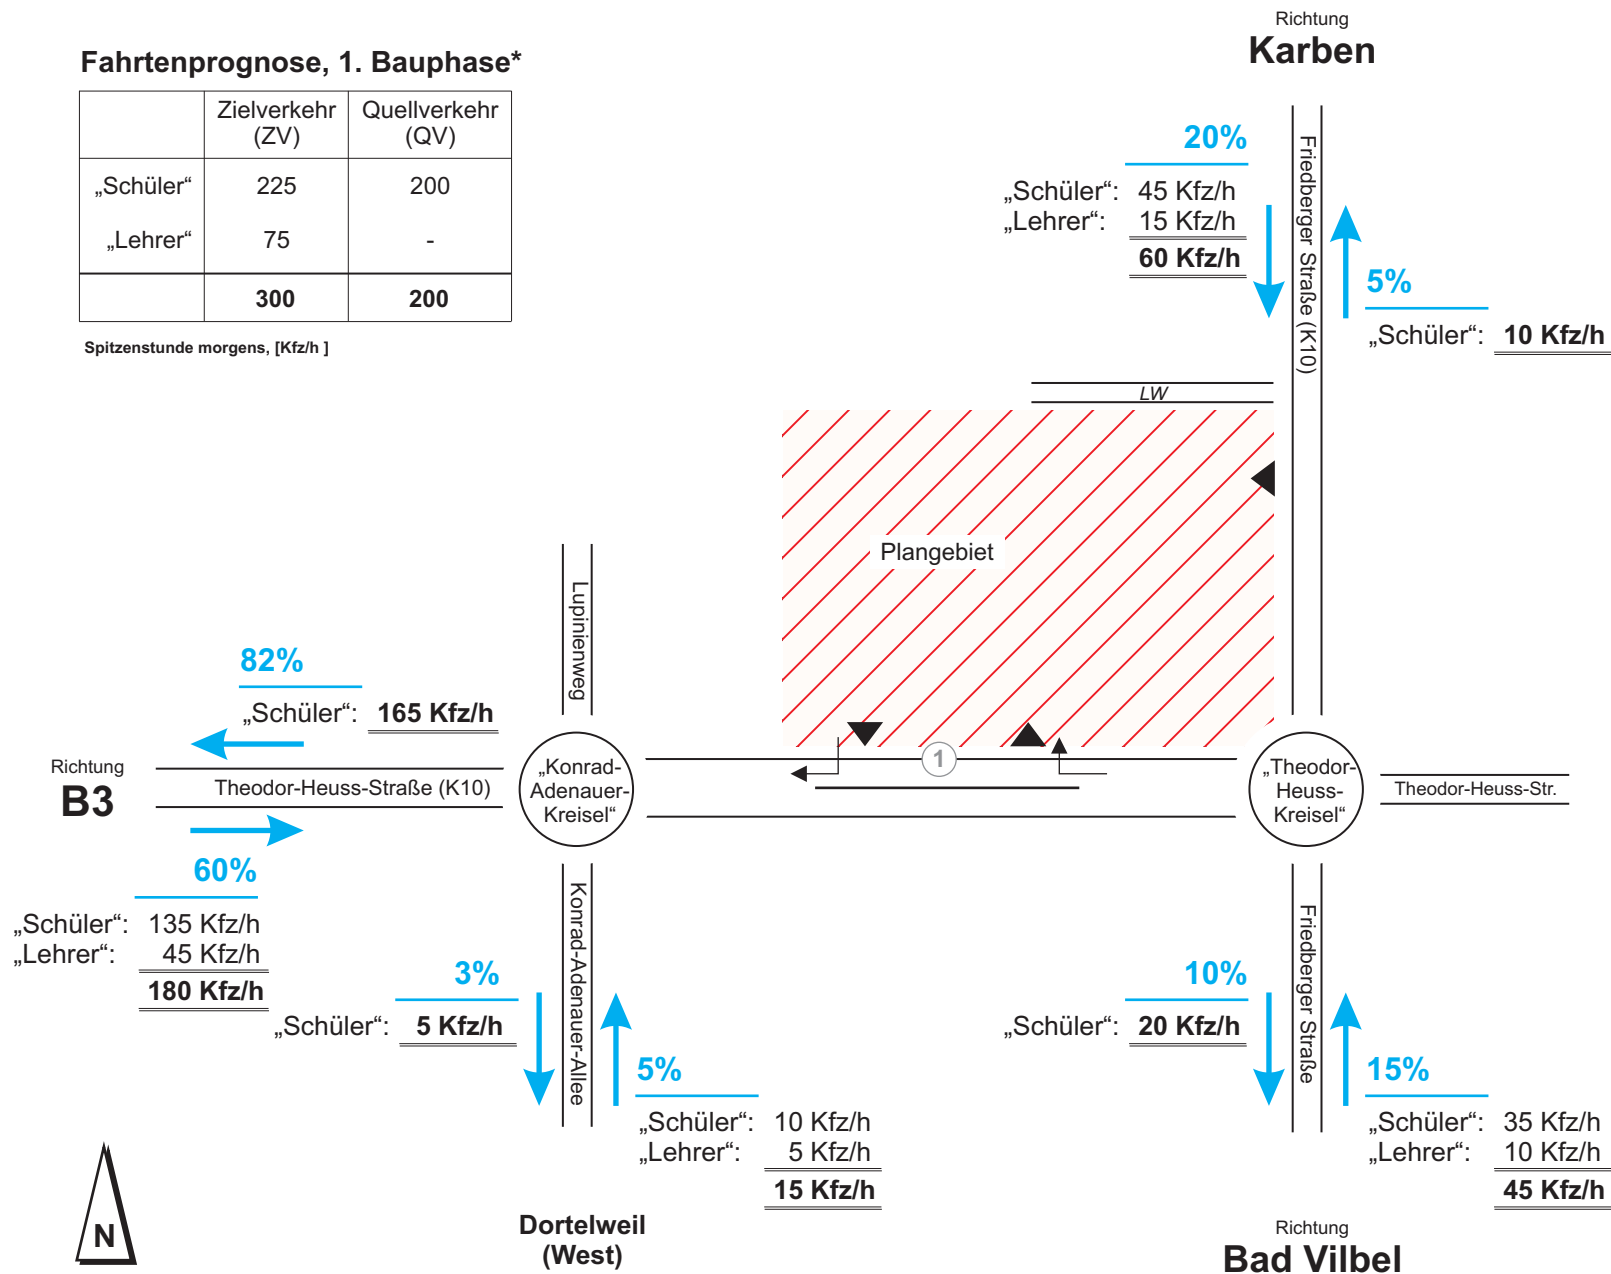 Richtung
Karben
Fahrtenprognose, 1. Bauphase*
Zielverkehr (ZV)
Quellverkehr (QV)
„Schüler“ 225 200
„Lehrer“ 75 -
300 200
Spitzenstunde morgens, [Kfz/h ]
20%
„Schüler“: 45 Kfz/h
„Lehrer“: 15 Kfz/h
60 Kfz/h
Friedberger Straße (K10)
5%
„Schüler“: 10 Kfz/h
LW
Plangebiet
Lupinienweg
82%
„Schüler“: 165 Kfz/h
Richtung
B3
Theodor-Heuss-Straße (K10)
„Konrad-
Adenauer-
Kreisel“
1
„Theodor-
Heuss-
Kreisel“
Theodor-Heuss-Str.
60%
„Schüler“: 135 Kfz/h
„Lehrer“: 45 Kfz/h
180 Kfz/h
3%
„Schüler“: 5 Kfz/h
Konrad-Adenauer-Allee
5%
„Schüler“: 10 Kfz/h
„Lehrer“: 5 Kfz/h
15 Kfz/h
10%
„Schüler“: 20 Kfz/h
Friedberger Straße
15%
„Schüler“: 35 Kfz/h
„Lehrer“: 10 Kfz/h
45 Kfz/h
N
Dortelweil
(West)
Richtung
Bad Vilbel